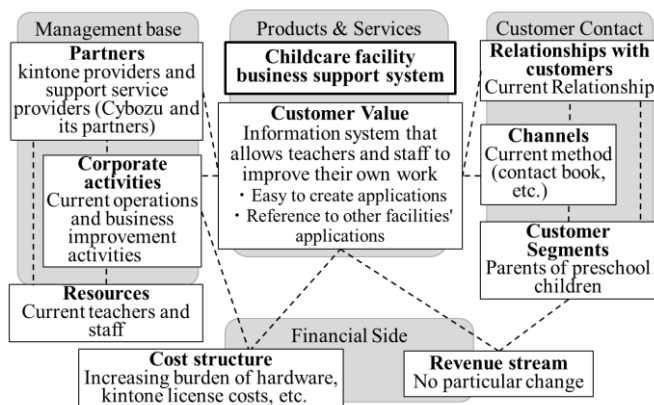 Management base
Partners
kintone providers and
support service
providers (Cybozu and
its partners)
Corporate
activities
Current operations
and business
improvement
activities
Resources
Current teachers and
staff
Products & Services
Childcare facility
business support system
Customer Value
Information system that
allows teachers and staff to
improve their own work
・Easy to create applications
・Reference to other facilities'
applications
Customer Contact
Relationships with
customers
Current Relationship
Channels
Current method
(contact book,
etc.)
Customer
Segments
Parents of preschool
children
Financial Side
Cost structure
Increasing burden of hardware,
kintone license costs, etc.
Revenue stream
No particular change